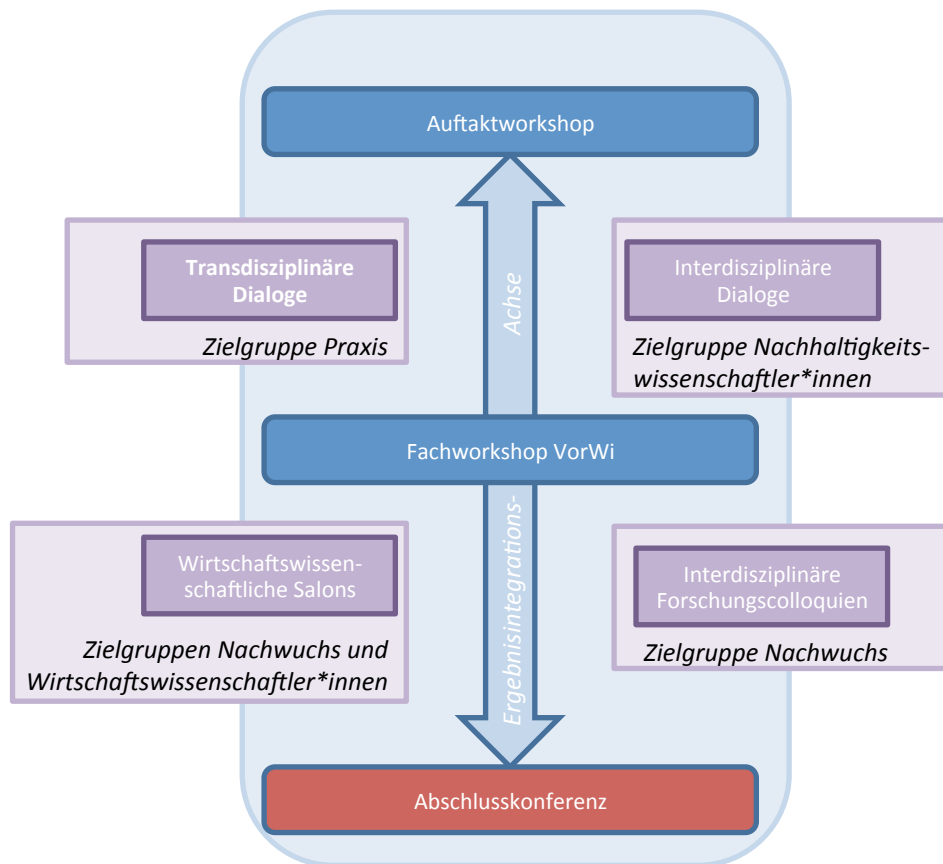 Auftaktworkshop
Transdisziplinäre
Dialoge
Zielgruppe Praxis
Interdisziplinäre
Dialoge
Zielgruppe Nachhaltigkeits-
wissenschaftler*innen
Ergebnisintegrations-
Achse
Fachworkshop VorWi
Wirtschaftswissen-
schaftliche Salons
Zielgruppen Nachwuchs und
Wirtschaftswissenschaftler*innen
Interdisziplinäre
Forschungscolloquien
Zielgruppe Nachwuchs
Abschlusskonferenz